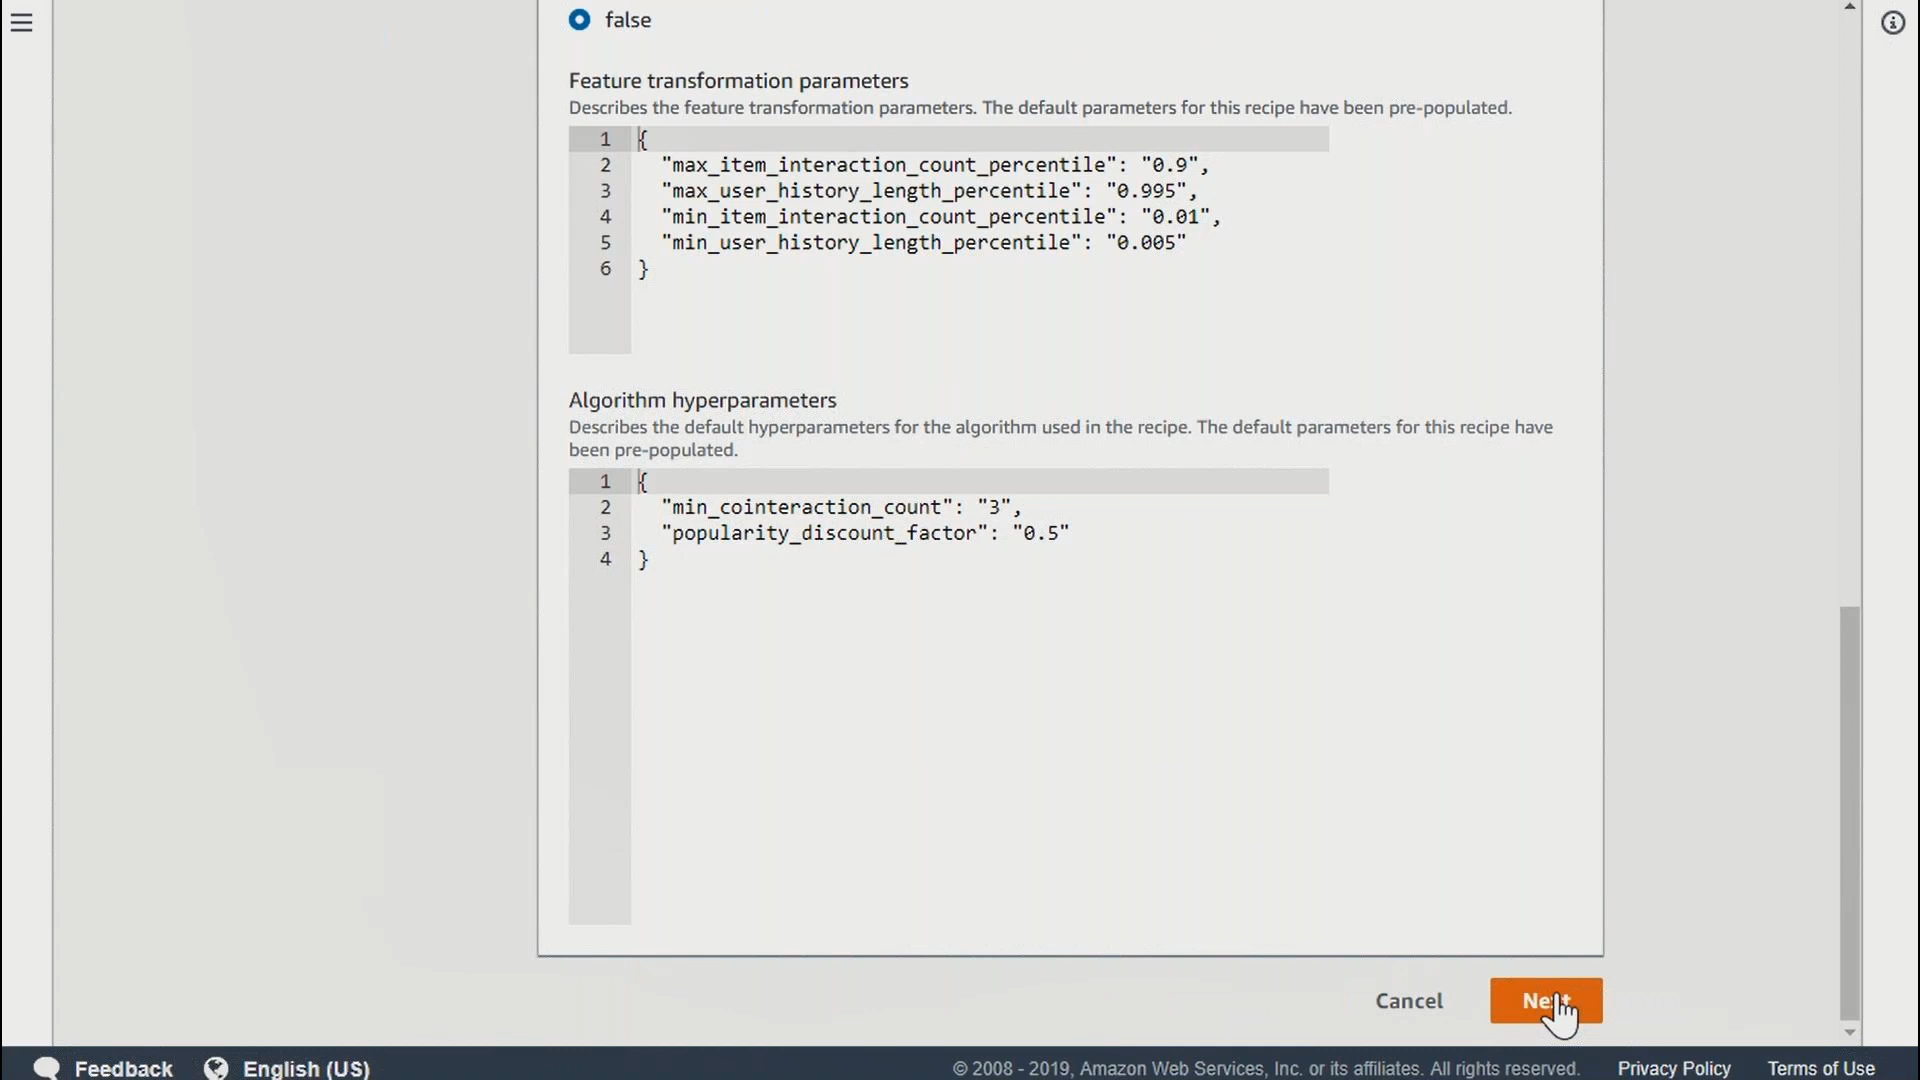 false
Feature transformation parameters
Describes the feature transformation parameters. The default parameters for this recipe have been pre-populated.
1 {
2 "max_item_interaction_count_percentile": "0.9",
3 "max_user_history_length_percentile": "0.995",
4 "min_item_interaction_count_percentile": "0.01",
5 "min_user_history_length_percentile": "0.005"
6 }
Algorithm hyperparameters
Describes the default hyperparameters for the algorithm used in the recipe. The default parameters for this recipe have
been pre-populated.
1 {
2 "min_cointeraction_count": "3",
3 "popularity_discount_factor": "0.5"
4 }
Cancel Next
Feedback English (US) © 2008 - 2019, Amazon Web Services, Inc. or its affiliates. All rights reserved. Privacy Policy Terms of Use